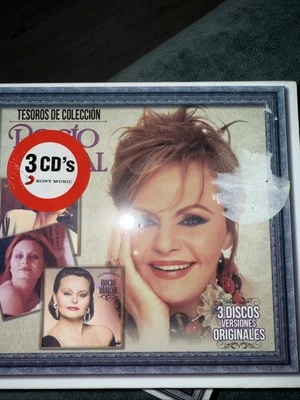 TESOROS DE COLECCIÓN
3 CD's
SONY MUSIC
3 DISCOS
VERSIONES
ORIGINALES